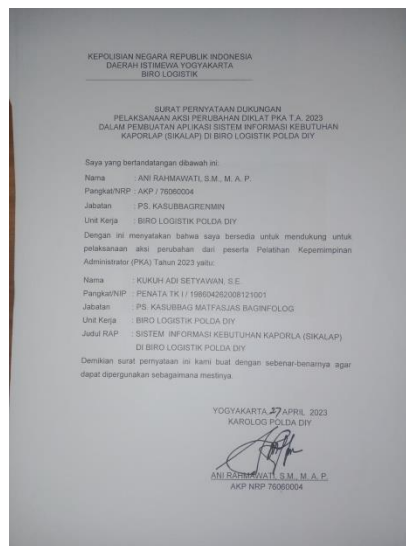 KEPOLISIAN NEGARA REPUBLIK INDONESIA
DAERAH ISTIMEWA YOGYAKARTA
BIRO LOGISTIK
SURAT PERNYATAAN DUKUNGAN
PELAKSANAAN AKSI PERUBAHAN DIKLAT PKA T.A. 2023
DALAM PEMBUATAN APLIKASI SISTEM INFORMASI KEBUTUHAN
KAPORLAP (SIKALAP) DI BIRO LOGISTIK POLDA DIY
Saya yang bertandatangan dibawah ini:
Nama : ANI RAHMAWATI, S.M., M. A. P.
Pangkat/NRP : AKP / 76060004
Jabatan : PS. KASUBBAGRENMIN
Unit Kerja : BIRO LOGISTIK POLDA DIY
Dengan ini menyatakan bahwa saya bersedia untuk mendukung untuk
pelaksanaan aksi perubahan dari peserta Pelatihan Kepemimpinan
Administrator (PKA) Tahun 2023 yaitu:
Nama : KUKUH ADI SETYAWAN, S.E.
Pangkat/NIP : PENATA TK I / 198604262008121001
Jabatan : PS. KASUBBAG MATFASJAS BAGINFOLOG
Unit Kerja : BIRO LOGISTIK POLDA DIY
Judul RAP : SISTEM INFORMASI KEBUTUHAN KAPORLA (SIKALAP)
DI BIRO LOGISTIK POLDA DIY
Demikian surat pernyataan ini kami buat dengan sebenar-benarnya agar
dapat dipergunakan sebagaimana mestinya.
YOGYAKARTA, 27 APRIL 2023
KAROLOG POLDA DIY
ANI RAHMAWATI, S.M., M. A. P.
AKP NRP 76060004